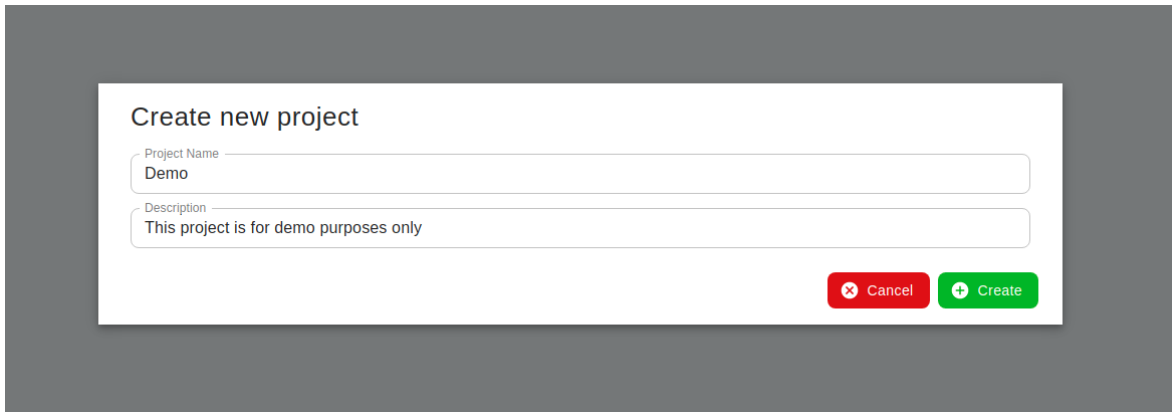 Create new project
Project Name
Demo
Description
This project is for demo purposes only
Cancel
Create